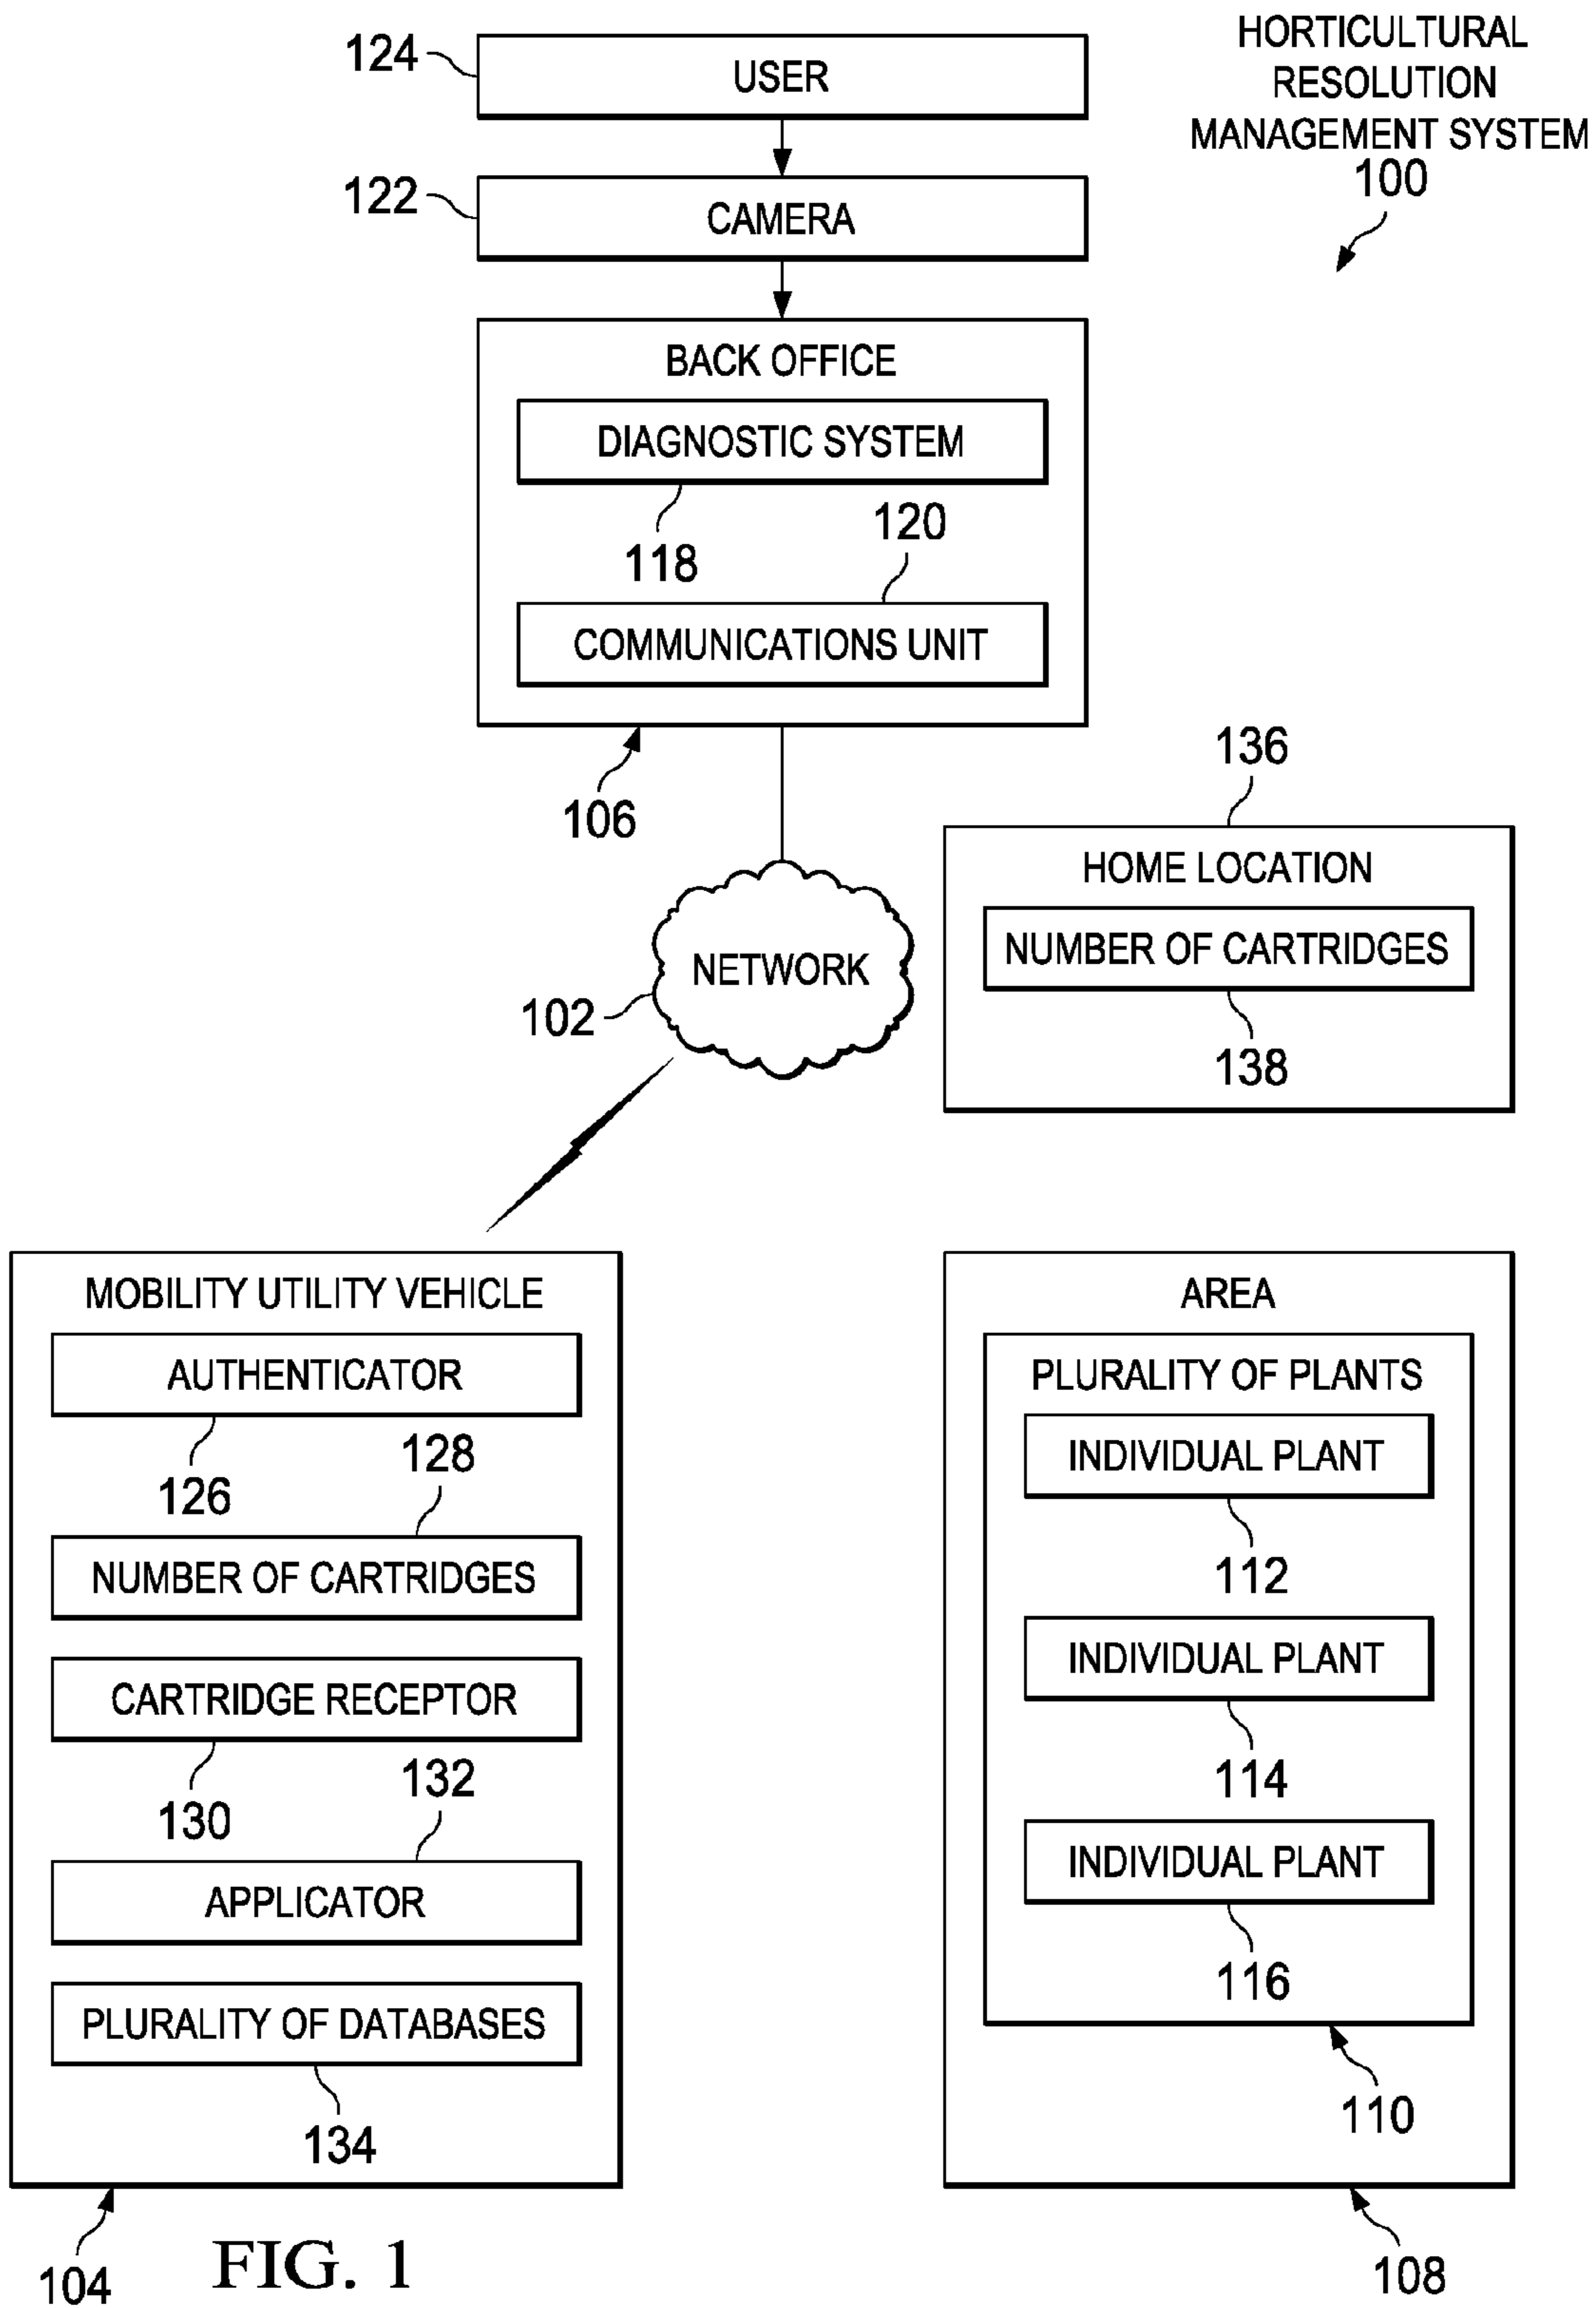 HORTICULTURAL
RESOLUTION
MANAGEMENT SYSTEM
100
124
USER
122
CAMERA
BACK OFFICE
DIAGNOSTIC SYSTEM
118
120
COMMUNICATIONS UNIT
106
NETWORK
102
136
HOME LOCATION
NUMBER OF CARTRIDGES
138
MOBILITY UTILITY VEHICLE
AUTHENTICATOR
126
128
NUMBER OF CARTRIDGES
CARTRIDGE RECEPTOR
130
132
APPLICATOR
PLURALITY OF DATABASES
134
104
AREA
PLURALITY OF PLANTS
INDIVIDUAL PLANT
112
INDIVIDUAL PLANT
114
INDIVIDUAL PLANT
116
110
108
FIG. 1